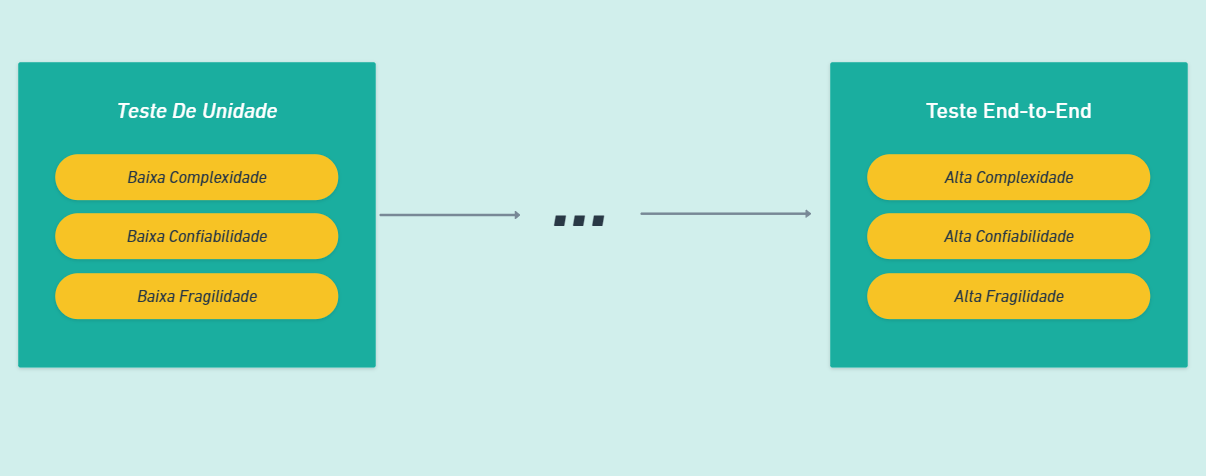 Teste De Unidade
Baixa Complexidade
Baixa Confiabilidade
Baixa Fragilidade
...
Teste End-to-End
Alta Complexidade
Alta Confiabilidade
Alta Fragilidade